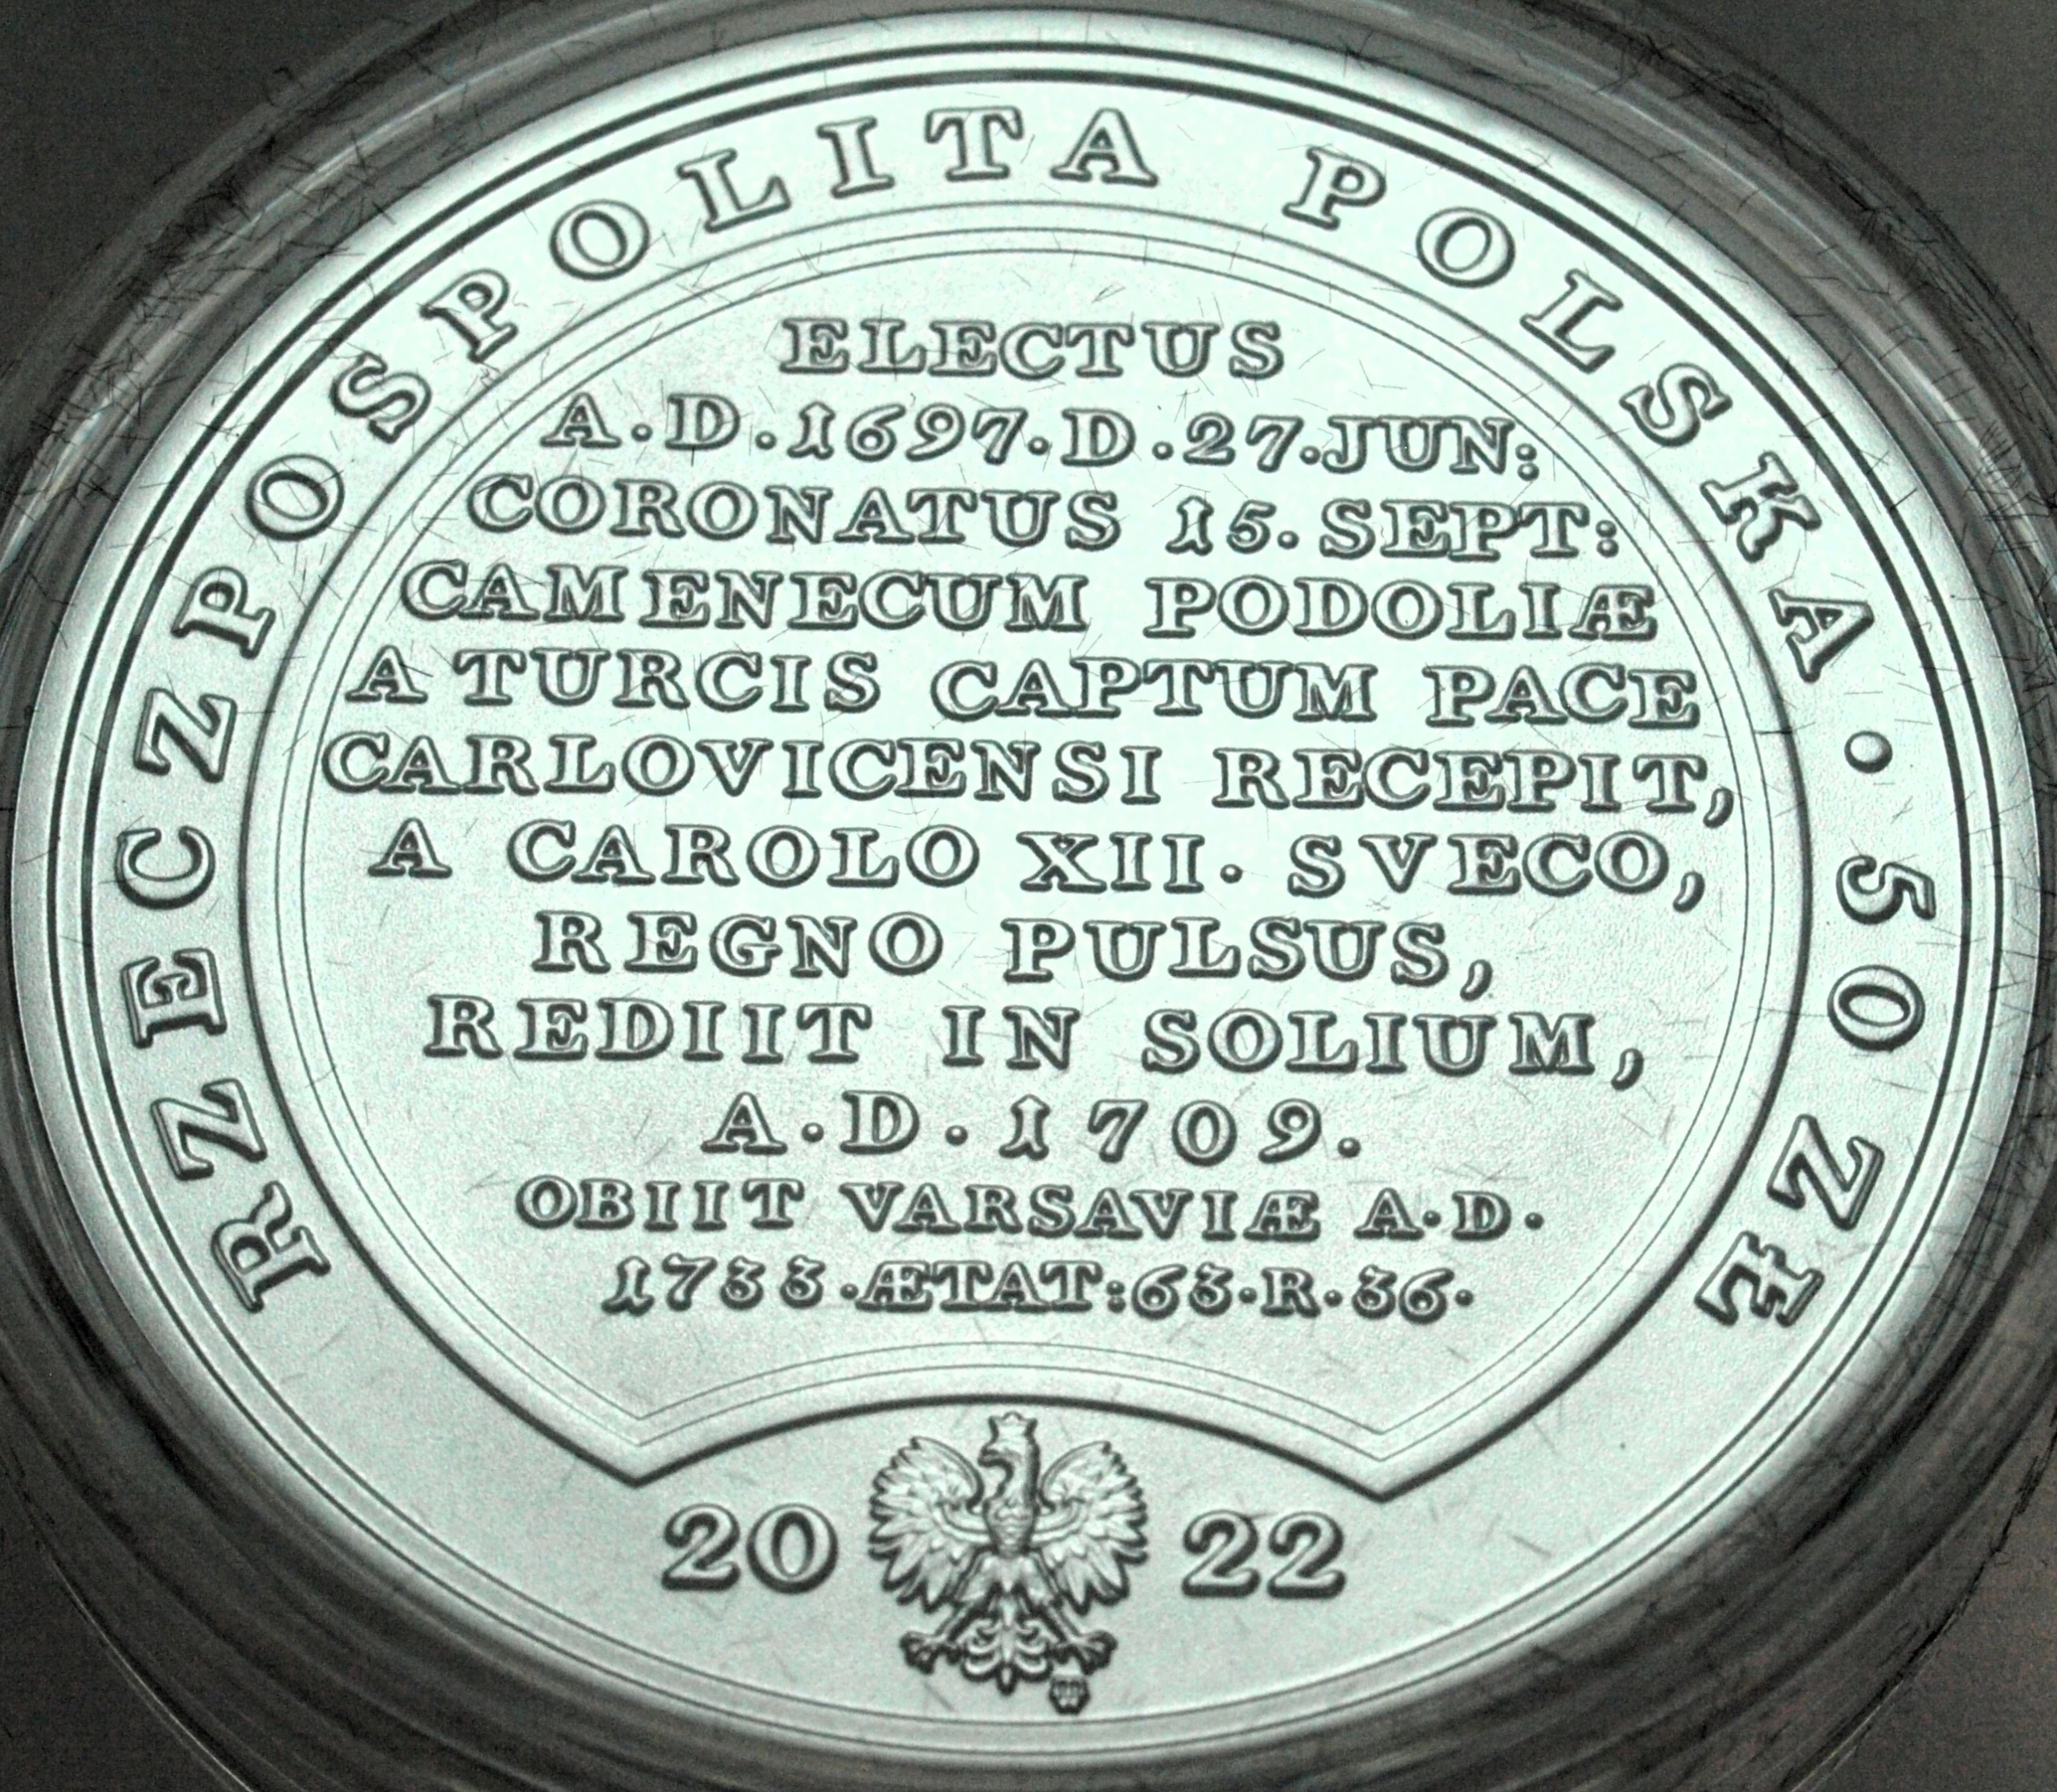 RZECZPOSPOLITA POLSKA • 50 ZŁ
ELECTUS
A.D.1697.D.27.JUN:
CORONATUS 15.SEPT:
CAMENECUM PODOLIÆ
A TURCIS CAPTUM PACE
CARLOVICENSI RECEPIT,
A CAROLO XII. SVECO,
REGNO PULSUS,
REDIIT IN SOLIUM,
A.D.1709.
OBIIT VARSAVIÆ A.D.
1733.ÆTAT:63.R.36.
20 22